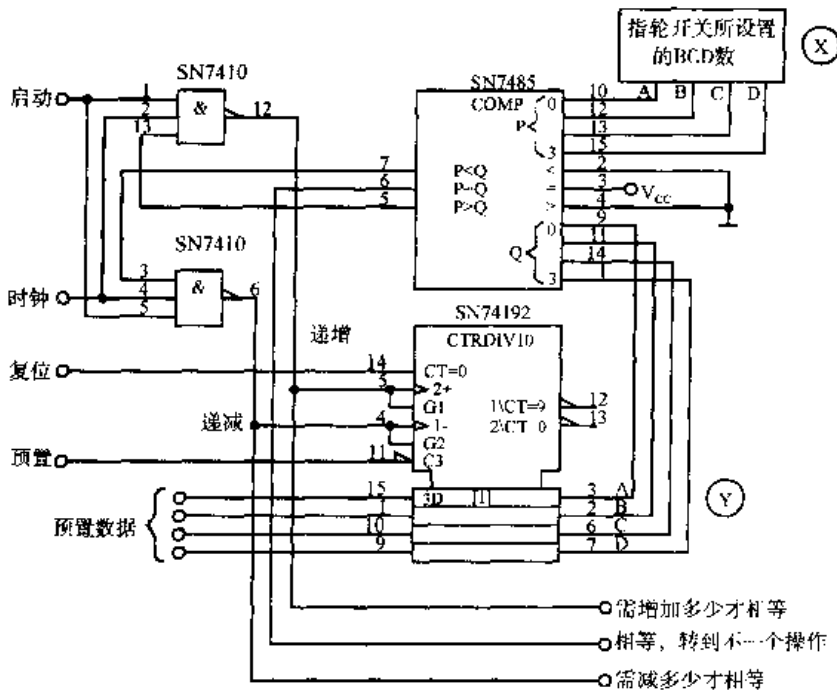 指轮开关所设置
的BCD数
X
SN7410
SN7485
启动
2
13
&
12
COMP
P
0
3
10
12
13
15
A
B
C
D
7
6
5
P<Q
P=Q
P>Q
2
3
4
<
=
>
Vcc
9
11
14
1
0
Q
3
SN7410
时钟
3
4
5
&
6
SN74192
递增
CTRDIV10
复位
14
CT=0
5
2+
G1
1\CT=9
12
递减
4
1-
2\CT 0
13
G2
预置
11
C3
预置数据
15
1
10
9
3D
[1]
3
2
6
7
A
B
C
D
Y
需增加多少才相等
相等，转到不一个操作
需减多少才相等